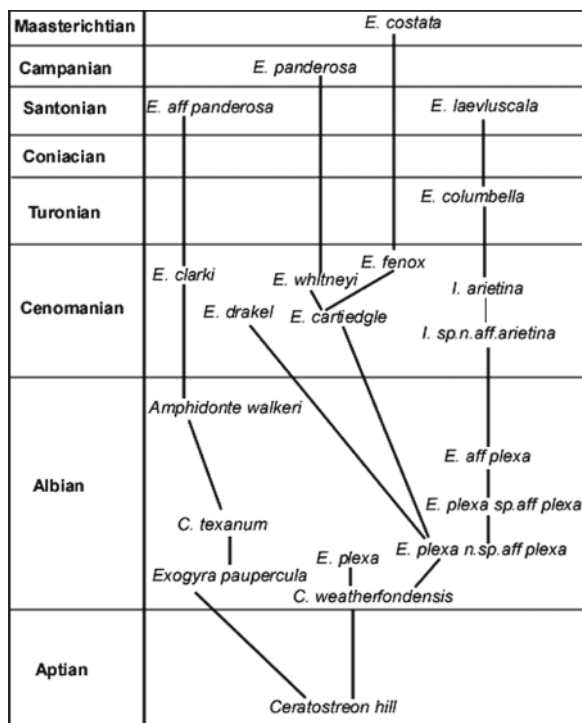 Maasterichtian
E. costata
Campanian
E. panderosa
Santonian
E. aff panderosa
E. laevluscala
Coniacian
Turonian
E. columbella
Cenomanian
E. clarki
E. whitneyi
E. fenox
I. arietina
E. drakel
E. cartiedgle
I. sp.n.aff.arietina
Albian
Amphidonte walkeri
E. aff plexa
C. texanum
E. plexa sp.aff plexa
Exogyra paupercula
E. plexa
E. plexa n.sp.aff plexa
C. weatherfondensis
Aptian
Ceratostreon hill